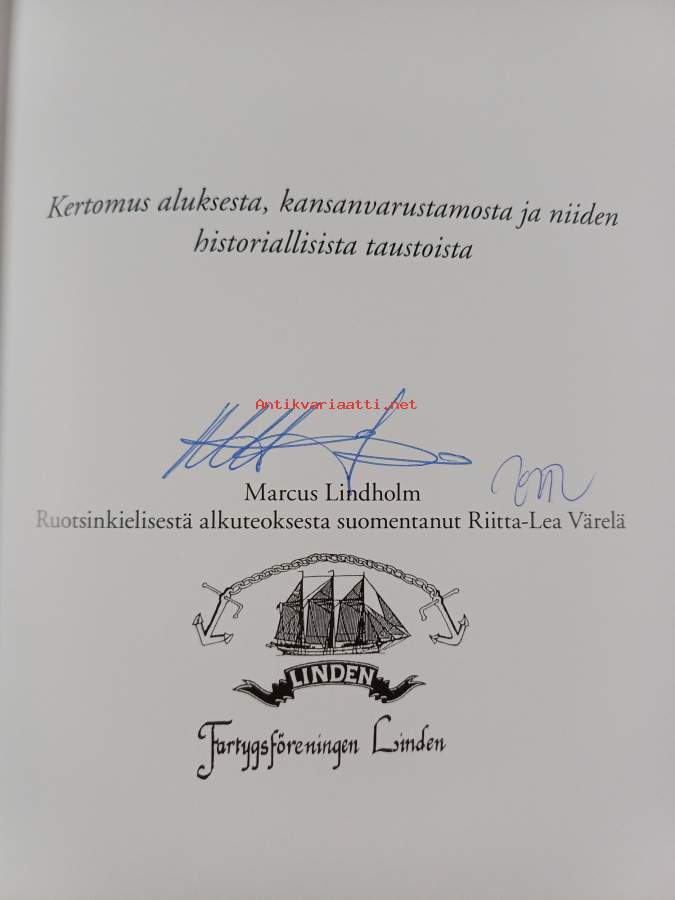 Kertomus aluksesta, kansanvarustamosta ja niiden
historiallisista taustoista
Antikvariaatti.net
Marcus Lindholm
Ruotsinkielisestä alkuteoksesta suomentanut Riitta-Lea Värelä
LINDEN
Fartygsföreningen Linden